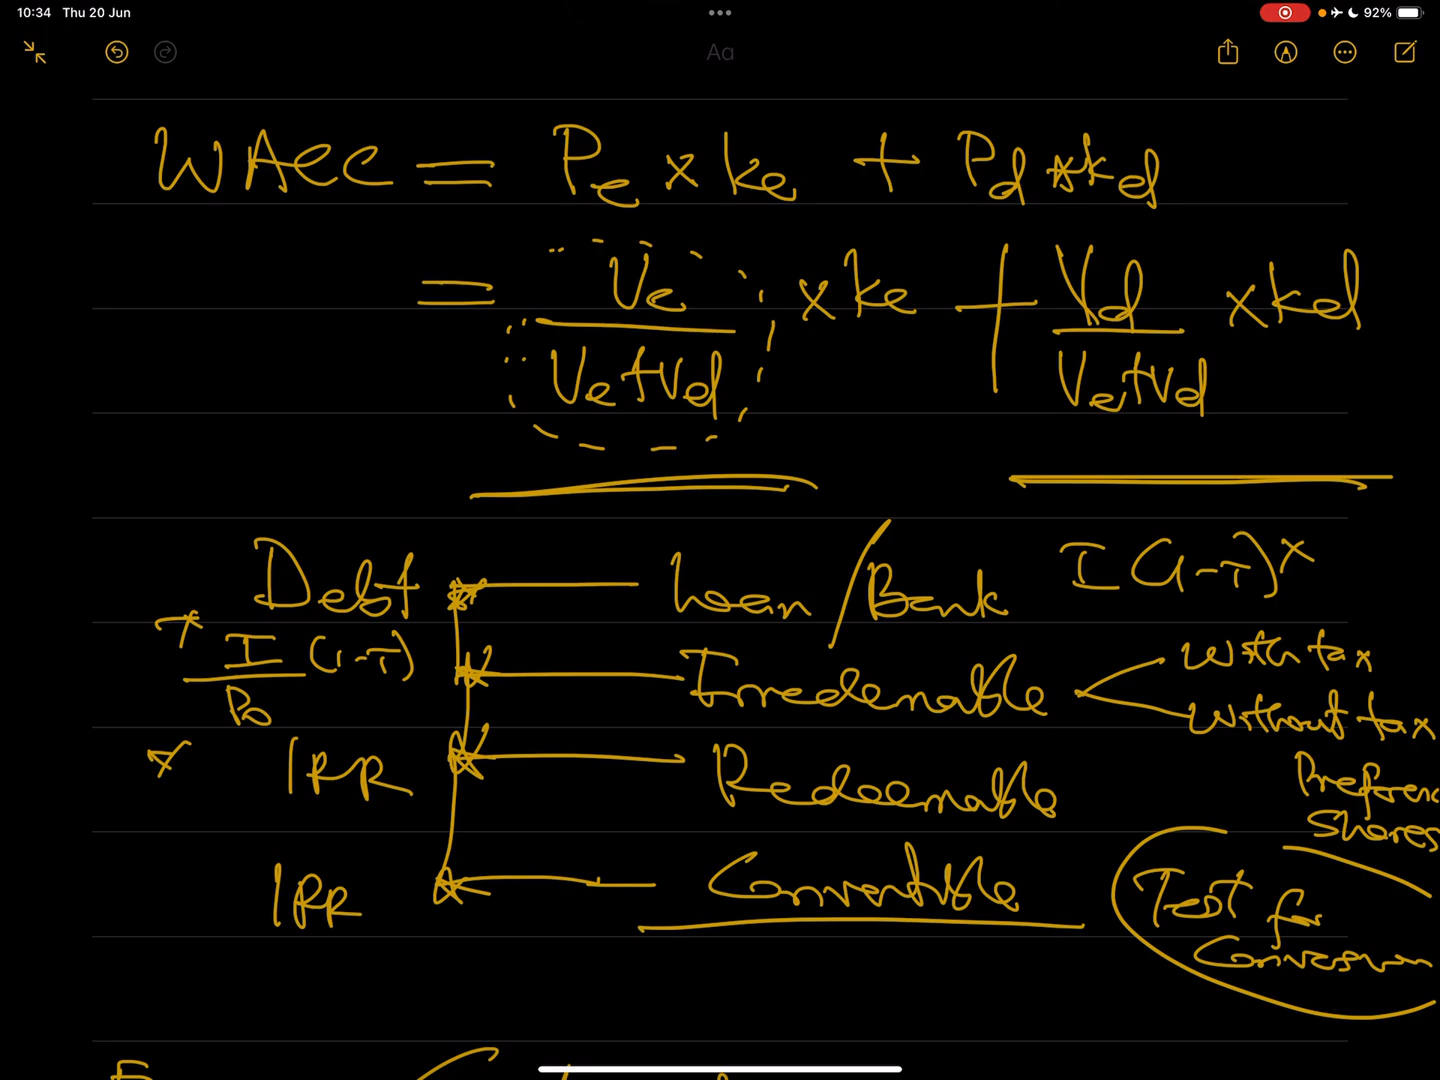 10:34 Thu 20 Jun 92%
Aa
WACC = Pe x ke + Pd x kd
= Ve / Ve+Vd x ke + Vd / Ve+Vd x kd
Debt Loan / Bank I(1-T)
I / P0 (1-T) Irredemable With tax
Without tax
IRR Redeemable Preferenc
Shares
IRR Convertible Test for
Conversion